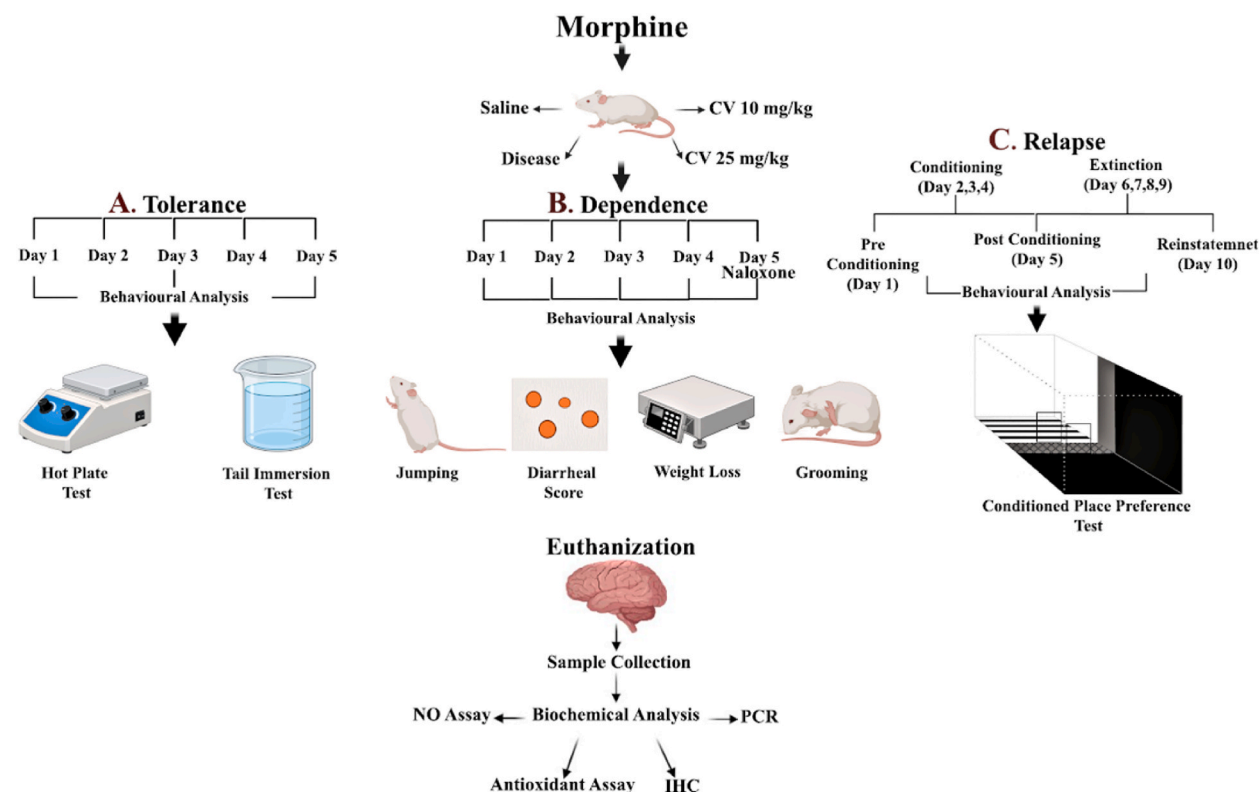 Morphine
Saline
CV 10 mg/kg
Disease
CV 25 mg/kg
A. Tolerance
Day 1
Day 2
Day 3
Day 4
Day 5
Behavioural Analysis
Hot Plate
Test
Tail Immersion
Test
B. Dependence
Day 1
Day 2
Day 3
Day 4
Day 5
Naloxone
Behavioural Analysis
Jumping
Diarrheal
Score
Weight Loss
Grooming
C. Relapse
Conditioning
(Day 2,3,4)
Extinction
(Day 6,7,8,9)
Pre
Conditioning
(Day 1)
Post Conditioning
(Day 5)
Reinstatemnet
(Day 10)
Behavioural Analysis
Conditioned Place Preference
Test
Euthanization
Sample Collection
NO Assay
Biochemical Analysis
PCR
Antioxidant Assay
IHC